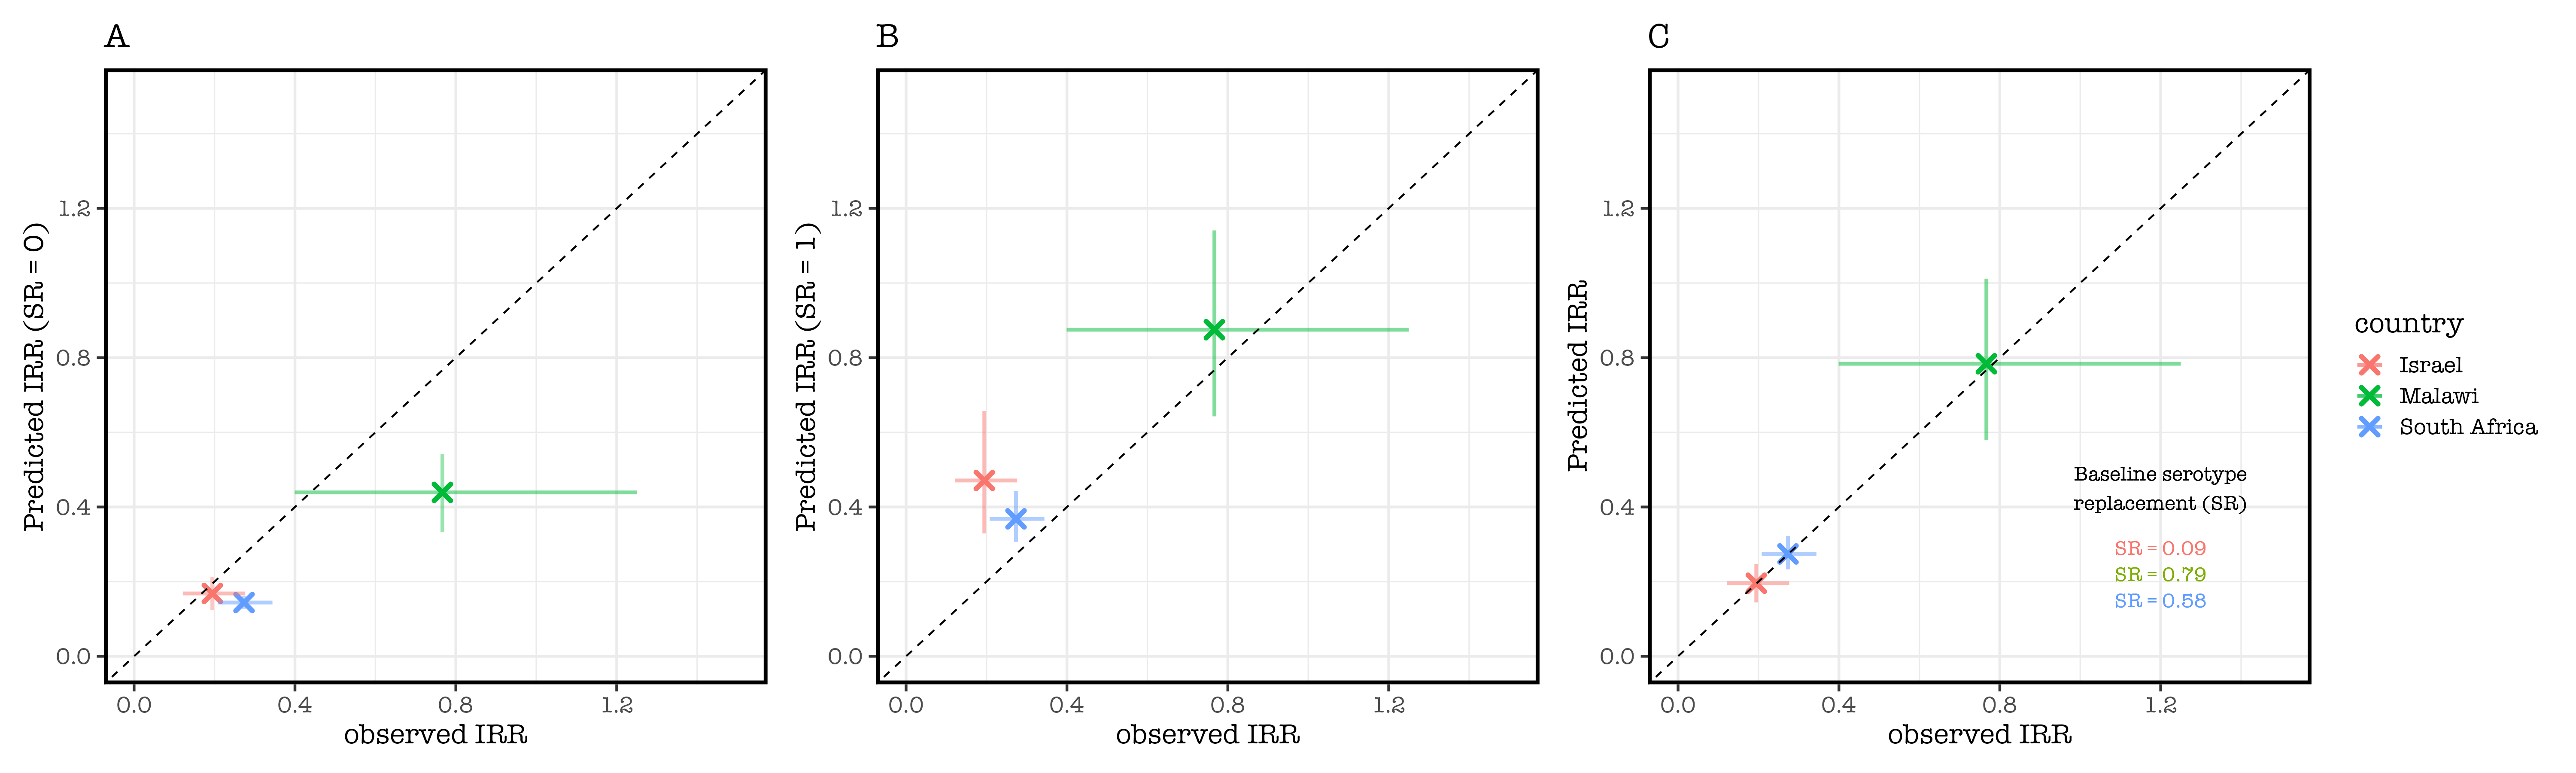 A
Predicted IRR (SR = 0)
1.2
0.8
0.4
0.0
0.0 0.4 0.8 1.2
observed IRR
B
Predicted IRR (SR = 1)
1.2
0.8
0.4
0.0
0.0 0.4 0.8 1.2
observed IRR
C
Predicted IRR
1.2
0.8
0.4
0.0
Baseline serotype
replacement (SR)
SR = 0.09
SR = 0.79
SR = 0.58
0.0 0.4 0.8 1.2
observed IRR
country
Israel
Malawi
South Africa